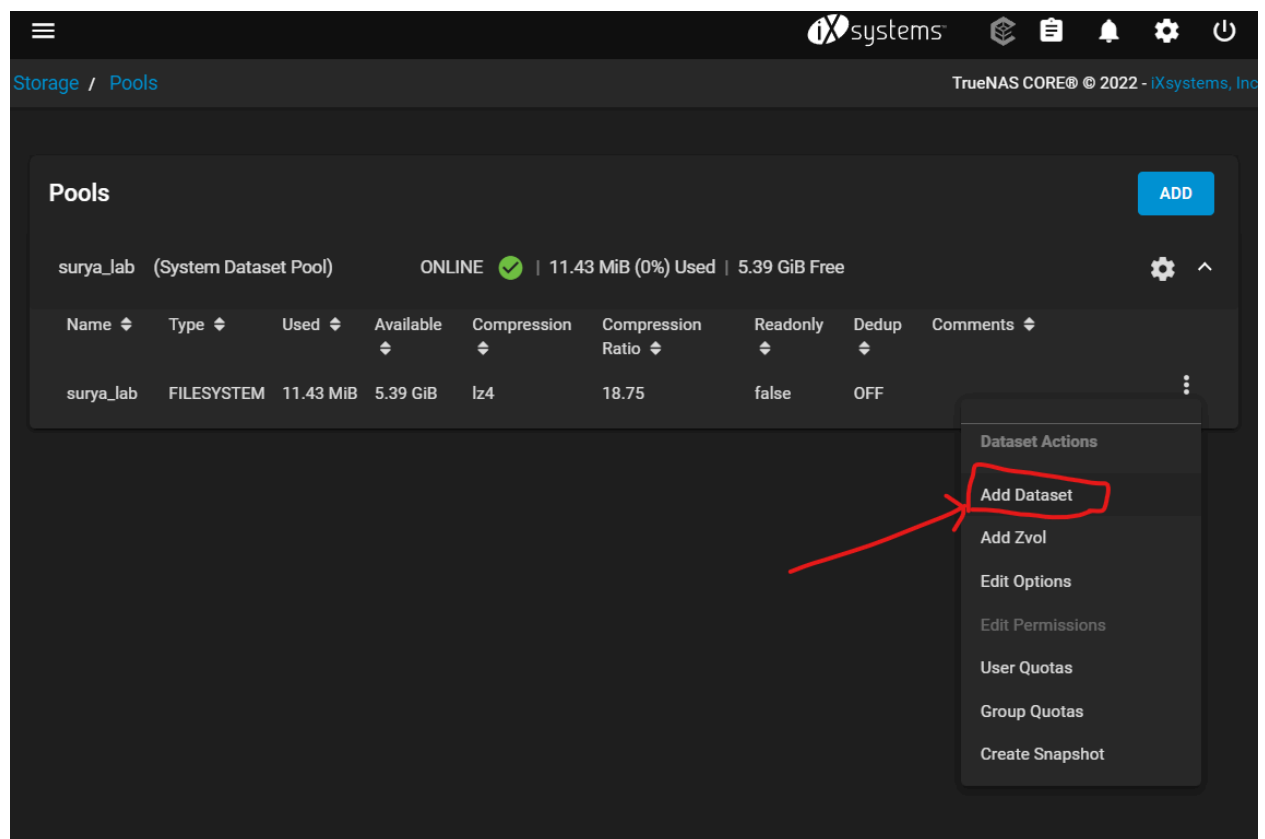 iXsystems™
Storage / Pools
TrueNAS CORE® © 2022 - iXsystems, Inc
Pools
ADD
surya_lab (System Dataset Pool) ONLINE | 11.43 MiB (0%) Used | 5.39 GiB Free
Name Type Used Available Compression Compression Readonly Dedup Comments
Ratio
surya_lab FILESYSTEM 11.43 MiB 5.39 GiB lz4 18.75 false OFF
Dataset Actions
Add Dataset
Add Zvol
Edit Options
Edit Permissions
User Quotas
Group Quotas
Create Snapshot